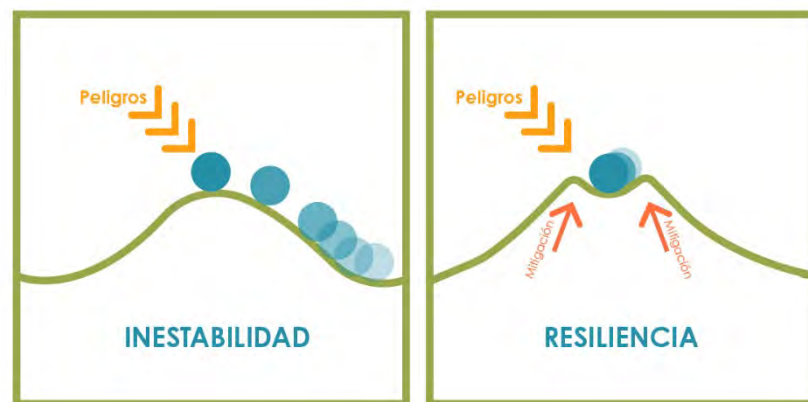 Peligros
INESTABILIDAD
Peligros
Mitigación
Mitigación
RESILIENCIA